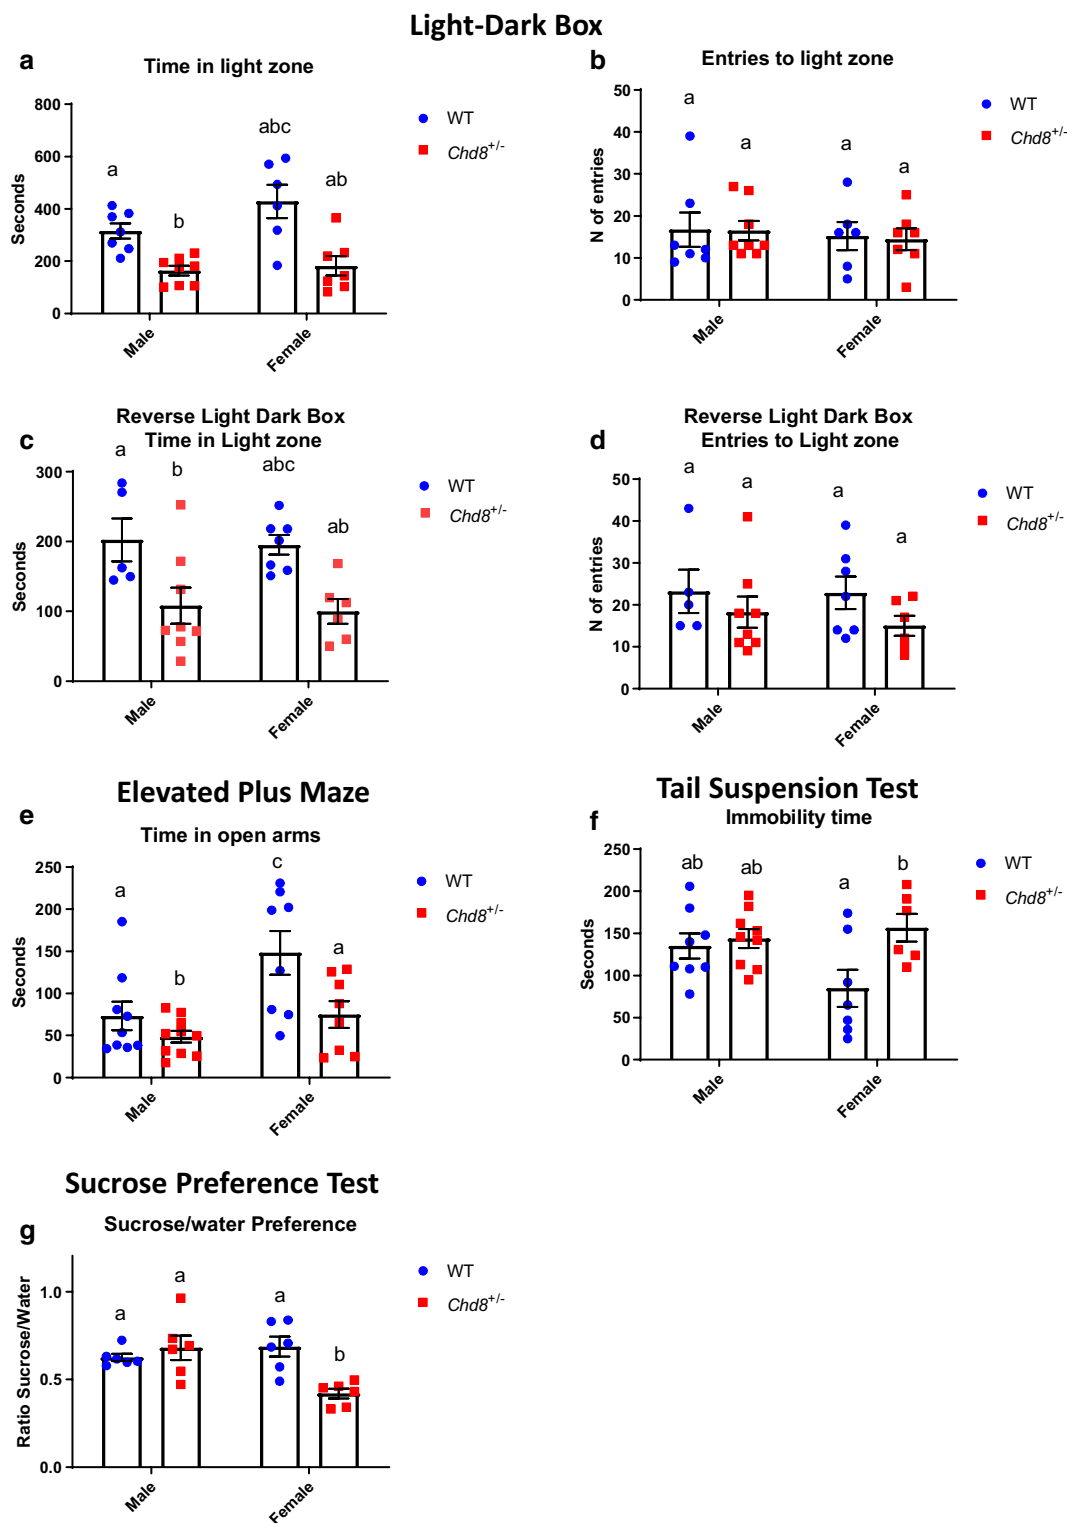 Light-Dark Box
a
Time in light zone
800
600
400
200
0
Seconds
a
b
abc
ab
Male
Female
WT
Chd8+/-
b
Entries to light zone
50
40
30
20
10
0
N of entries
a
a
a
a
Male
Female
WT
Chd8+/-
c
Reverse Light Dark Box
Time in Light zone
300
200
100
0
Seconds
a
b
abc
ab
Male
Female
WT
Chd8+/-
d
Reverse Light Dark Box
Entries to Light zone
50
40
30
20
10
0
N of entries
a
a
a
a
Male
Female
WT
Chd8+/-
Elevated Plus Maze
e
Time in open arms
250
200
150
100
50
0
Seconds
a
b
c
a
Male
Female
WT
Chd8+/-
Tail Suspension Test
f
Immobility time
250
200
150
100
50
0
Seconds
ab
ab
a
b
Male
Female
WT
Chd8+/-
Sucrose Preference Test
g
Sucrose/water Preference
1.0
0.5
0.0
Ratio Sucrose/Water
a
a
a
b
Male
Female
WT
Chd8+/-